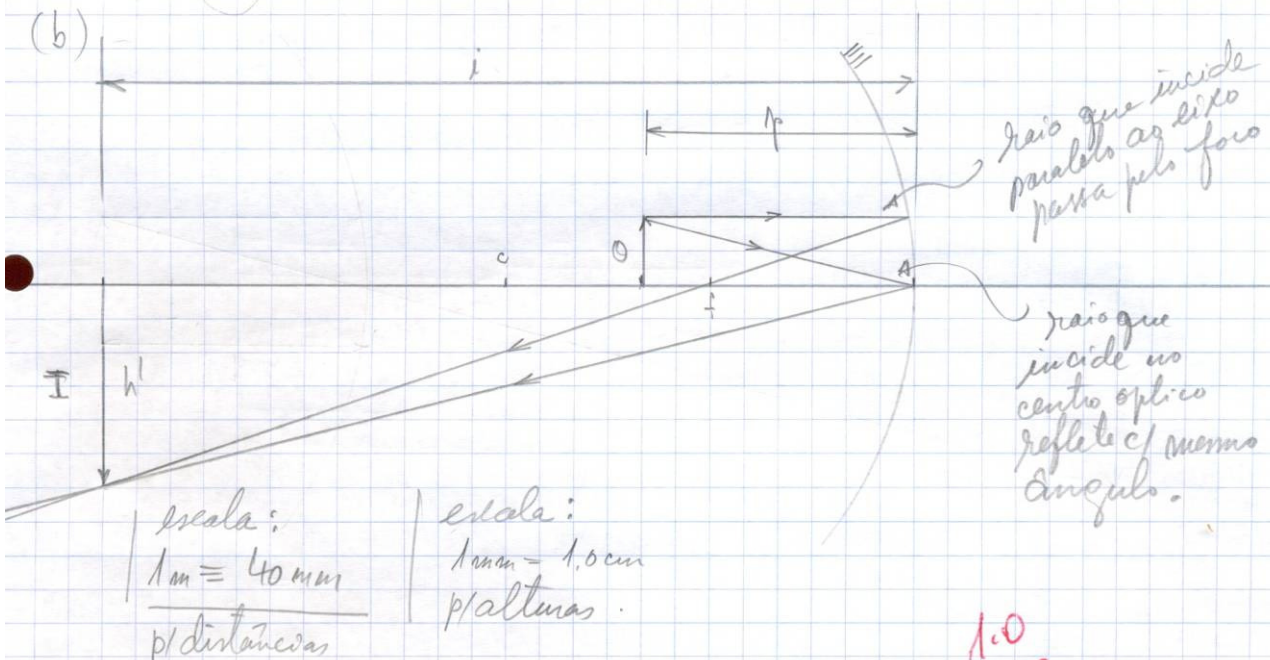 (b)
i
p
raio que incide
paralelo ao eixo
passa pelo foco
A
c
O
f
A
raio que
incide no
centro óptico
reflete c/ mesmo
ângulo.
I
h'
escala:
1m ≡ 40 mm
p/distâncias
escala:
1mm = 1,0 cm
p/alturas.
1.0